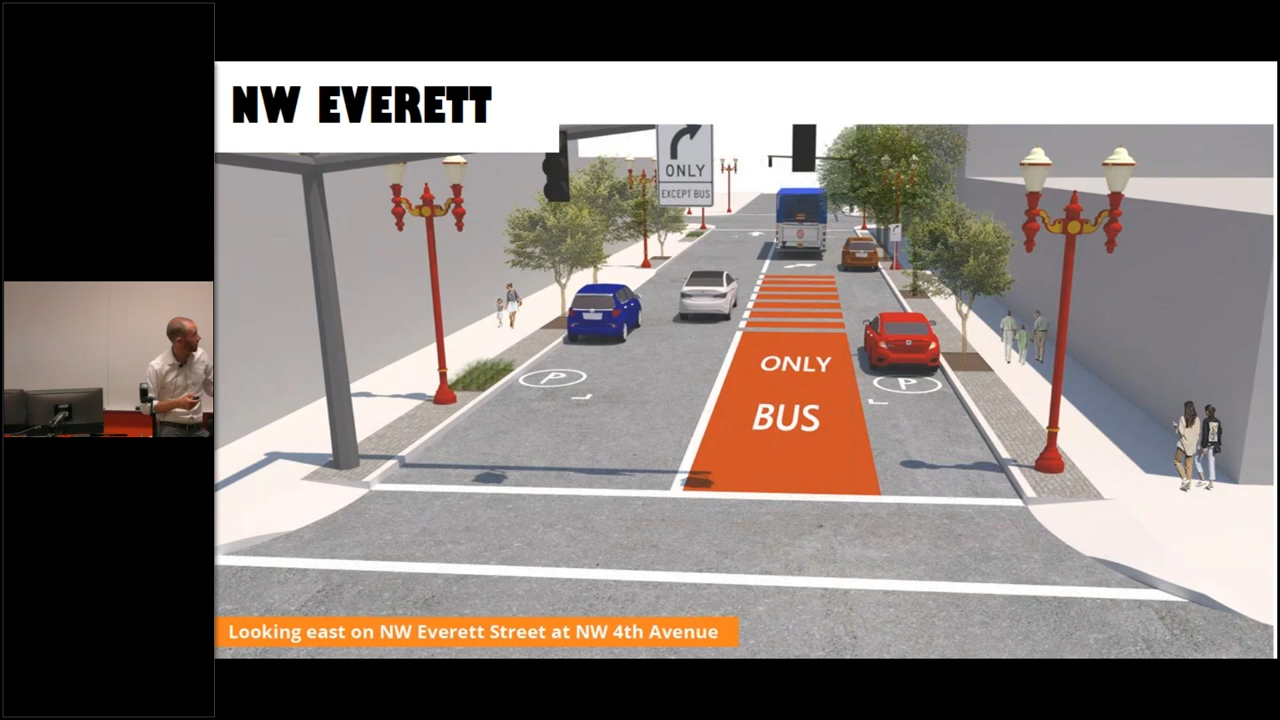 NW EVERETT
ONLY
EXCEPT BUS
ONLY
BUS
P
P
Looking east on NW Everett Street at NW 4th Avenue